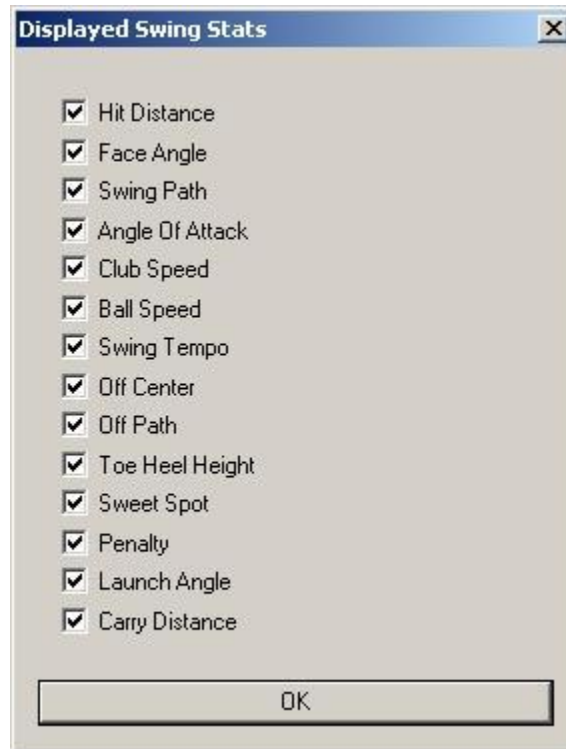 Displayed Swing Stats
Hit Distance
Face Angle
Swing Path
Angle Of Attack
Club Speed
Ball Speed
Swing Tempo
Off Center
Off Path
Toe Heel Height
Sweet Spot
Penalty
Launch Angle
Carry Distance
OK